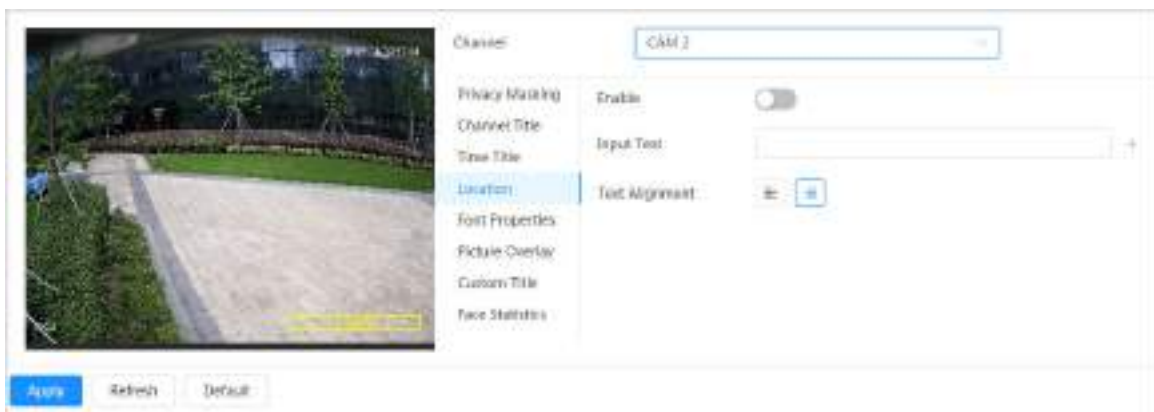 Channel
CAM 2
Privacy Masking
Channel Title
Time Title
Location
Font Properties
Picture Overlay
Custom Title
Face Statistics
Enable
Input Text
+
Text Alignment
Apply
Refresh
Default